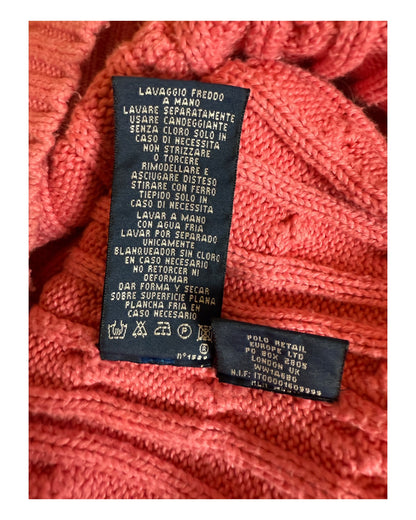 LAVAGGIO FREDDO
A MANO
LAVARE SEPARATAMENTE
USARE CANDEGGIANTE
SENZA CLORO SOLO IN
CASO DI NECESSITA
NON STRIZZARE
O TORCERE
RIMODELLARE E
ASCIUGARE DISTESO
STIRARE CON FERRO
TIEPIDO SOLO IN
CASO DI NECESSITA
LAVAR A MANO
CON AGUA FRIA
LAVAR POR SEPARADO
UNICAMENTE
BLANQUEADOR SIN CLORO
EN CASO NECESARIO
NO RETORCER NI
DEFORMAR
DAR FORMA Y SECAR
SOBRE SUPERFICIE PLANA
PLANCHA FRIA EN
CASO NECESARIO
POLO RETAIL
EUROPE LTD
PO BOX 2805
LONDON UK
WW1A6BG
N.I.F: IT00001609999